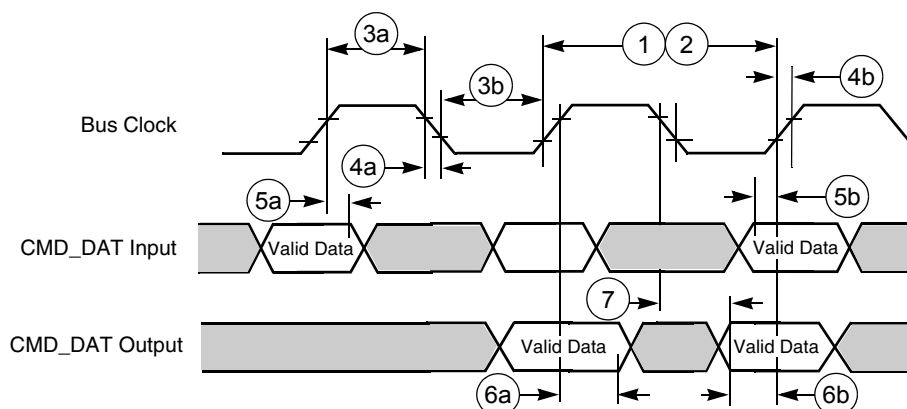 3a
1
2
3b
4b
Bus Clock
4a
5a
5b
CMD_DAT Input
Valid Data
Valid Data
7
CMD_DAT Output
Valid Data
Valid Data
6a
6b